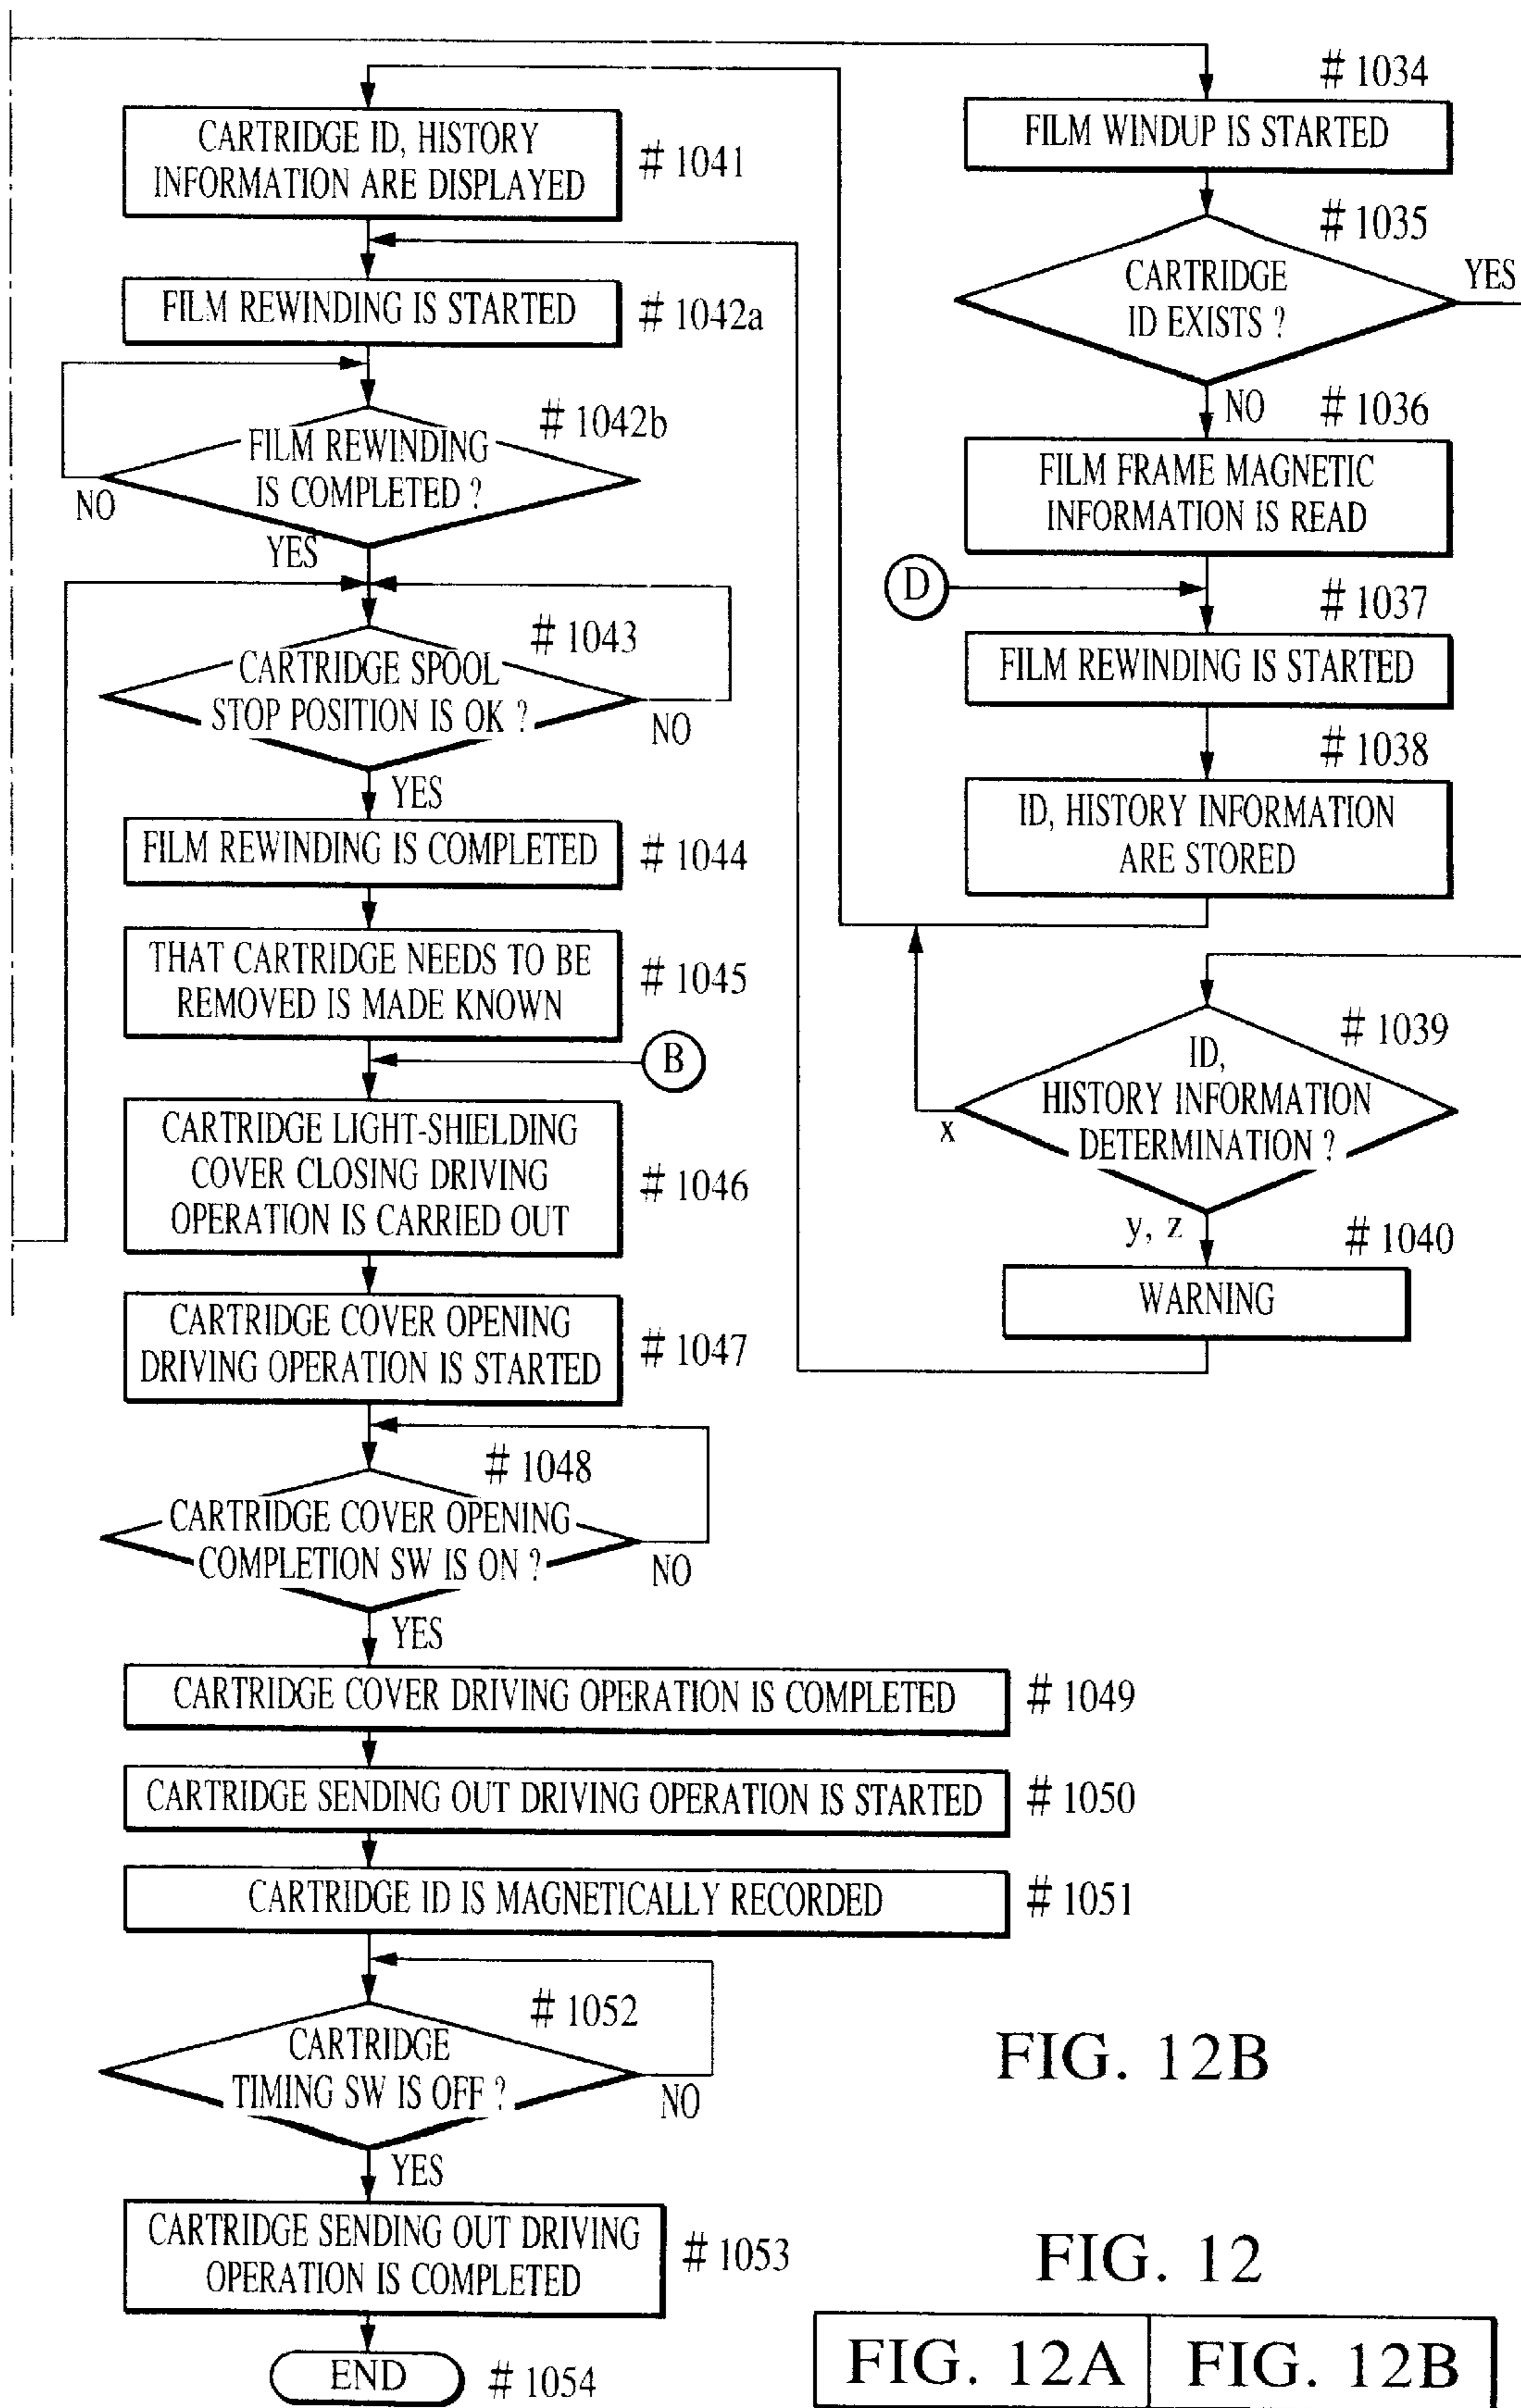 CARTRIDGE ID, HISTORY
INFORMATION ARE DISPLAYED
# 1041
FILM REWINDING IS STARTED
# 1042a
# 1042b
FILM REWINDING
IS COMPLETED ?
NO
YES
# 1043
CARTRIDGE SPOOL
STOP POSITION IS OK ?
NO
YES
FILM REWINDING IS COMPLETED
# 1044
THAT CARTRIDGE NEEDS TO BE
REMOVED IS MADE KNOWN
# 1045
B
CARTRIDGE LIGHT-SHIELDING
COVER CLOSING DRIVING
OPERATION IS CARRIED OUT
# 1046
CARTRIDGE COVER OPENING
DRIVING OPERATION IS STARTED
# 1047
# 1048
CARTRIDGE COVER OPENING
COMPLETION SW IS ON ?
NO
YES
CARTRIDGE COVER DRIVING OPERATION IS COMPLETED
# 1049
CARTRIDGE SENDING OUT DRIVING OPERATION IS STARTED
# 1050
CARTRIDGE ID IS MAGNETICALLY RECORDED
# 1051
# 1052
CARTRIDGE
TIMING SW IS OFF ?
NO
YES
CARTRIDGE SENDING OUT DRIVING
OPERATION IS COMPLETED
# 1053
END
# 1054
# 1034
FILM WINDUP IS STARTED
# 1035
CARTRIDGE
ID EXISTS ?
YES
NO
# 1036
FILM FRAME MAGNETIC
INFORMATION IS READ
D
# 1037
FILM REWINDING IS STARTED
# 1038
ID, HISTORY INFORMATION
ARE STORED
# 1039
ID,
HISTORY INFORMATION
DETERMINATION ?
x
y, z
# 1040
WARNING
FIG. 12B
FIG. 12
FIG. 12A
FIG. 12B